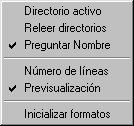 Directorio activo
Releer directorios
Preguntar Nombre
Número de líneas
Previsualización
Inicializar formatos